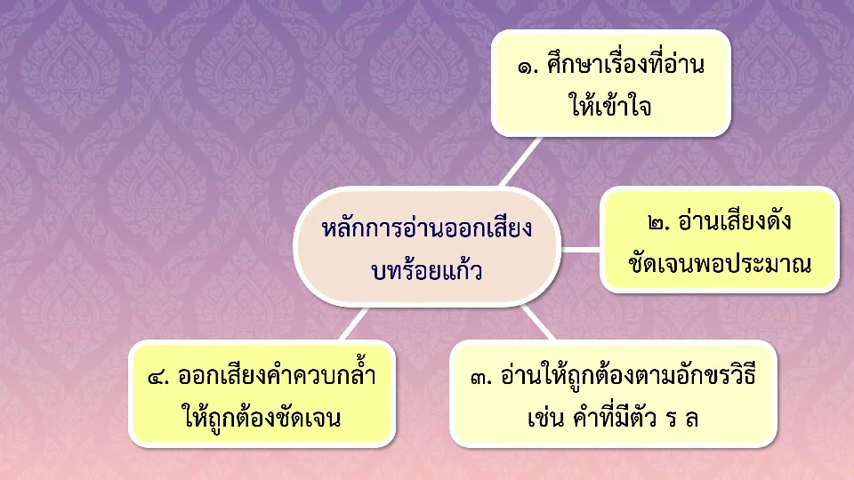 หลักการอ่านออกเสียง
บทร้อยแก้ว
๑. ศึกษาเรื่องที่อ่าน
ให้เข้าใจ
๒. อ่านเสียงดัง
ชัดเจนพอประมาณ
๓. อ่านให้ถูกต้องตามอักขรวิธี
เช่น คำที่มีตัว ร ล
๔. ออกเสียงคำควบกล้ำ
ให้ถูกต้องชัดเจน